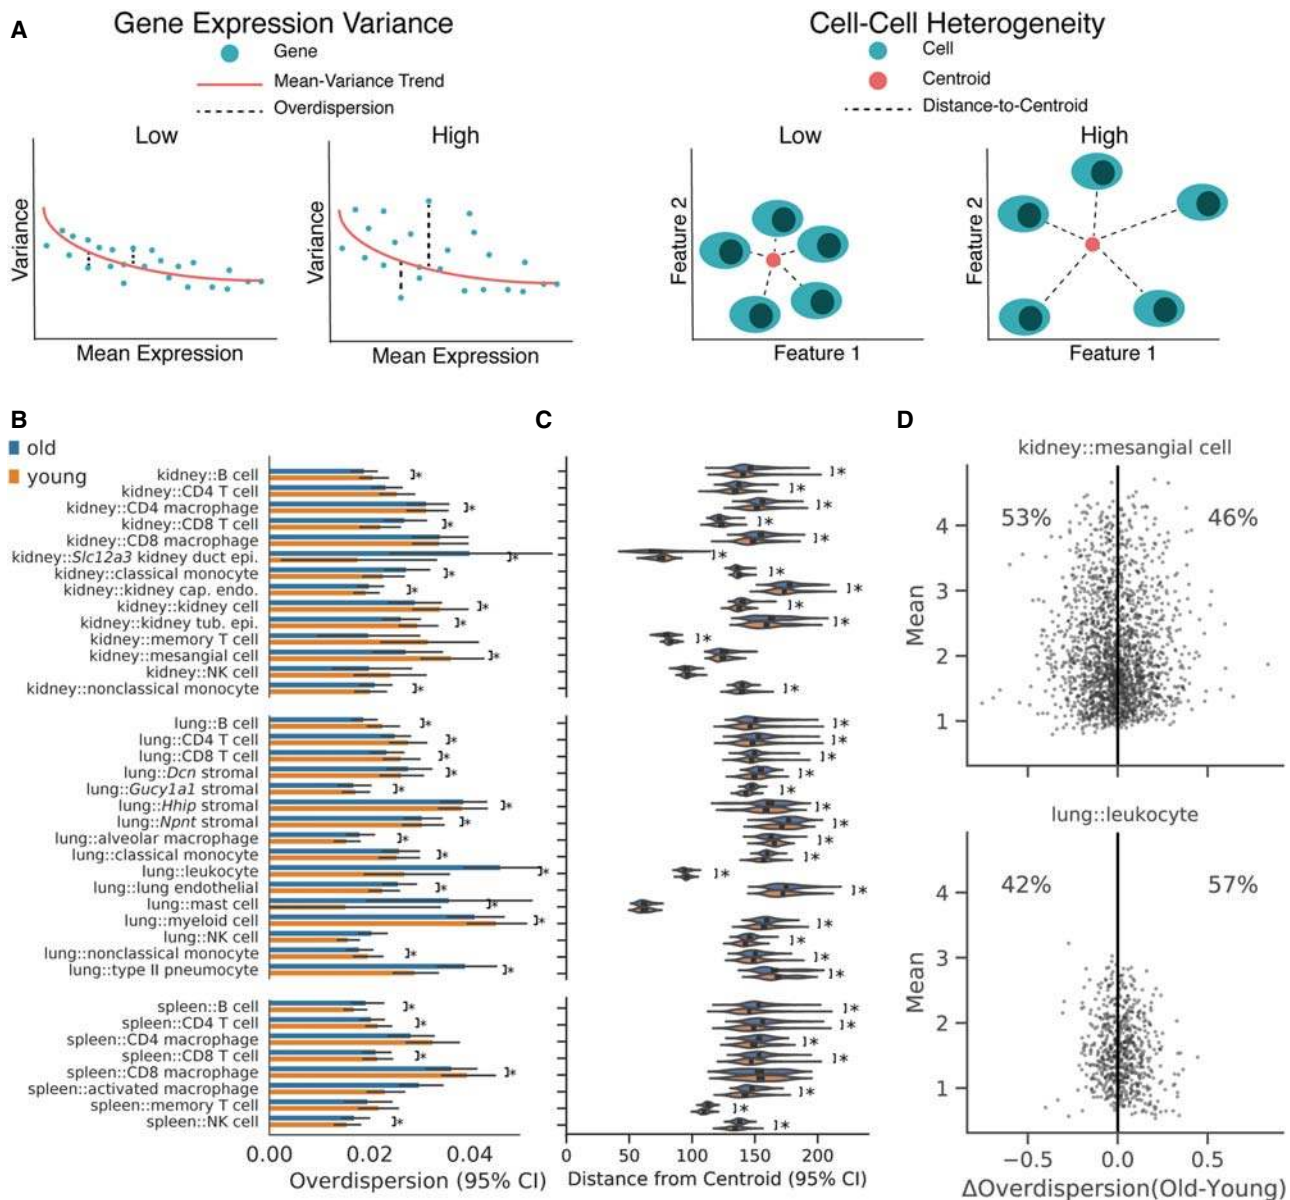 A
Gene Expression Variance
Gene
Mean-Variance Trend
Overdispersion
Low
High
Variance
Mean Expression
Variance
Mean Expression
Cell-Cell Heterogeneity
Cell
Centroid
Distance-to-Centroid
Low
High
Feature 2
Feature 1
Feature 2
Feature 1
B
old
young
kidney::B cell
kidney::CD4 T cell
kidney::CD4 macrophage
kidney::CD8 T cell
kidney::CD8 macrophage
kidney::Slc12a3 kidney duct epi.
kidney::classical monocyte
kidney::kidney cap. endo.
kidney::kidney cell
kidney::kidney tub. epi.
kidney::memory T cell
kidney::mesangial cell
kidney::NK cell
kidney::nonclassical monocyte
lung::B cell
lung::CD4 T cell
lung::CD8 T cell
lung::Dcn stromal
lung::Gucy1a1 stromal
lung::Hhip stromal
lung::Npnt stromal
lung::alveolar macrophage
lung::classical monocyte
lung::leukocyte
lung::lung endothelial
lung::mast cell
lung::myeloid cell
lung::NK cell
lung::nonclassical monocyte
lung::type II pneumocyte
spleen::B cell
spleen::CD4 T cell
spleen::CD4 macrophage
spleen::CD8 T cell
spleen::CD8 macrophage
spleen::activated macrophage
spleen::memory T cell
spleen::NK cell
0.00 0.02 0.04
Overdispersion (95% CI)
C
0 50 100 150 200
Distance from Centroid (95% CI)
D
kidney::mesangial cell
53% 46%
4
3
2
1
Mean
lung::leukocyte
42% 57%
4
3
2
1
Mean
−0.5 0.0 0.5
ΔOverdispersion(Old-Young)